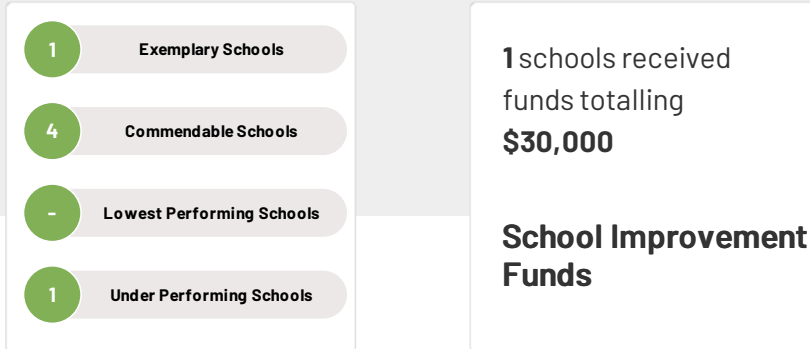 1 Exemplary Schools
4 Commendable Schools
- Lowest Performing Schools
1 Under Performing Schools
1 schools received
funds totalling
$30,000
School Improvement
Funds